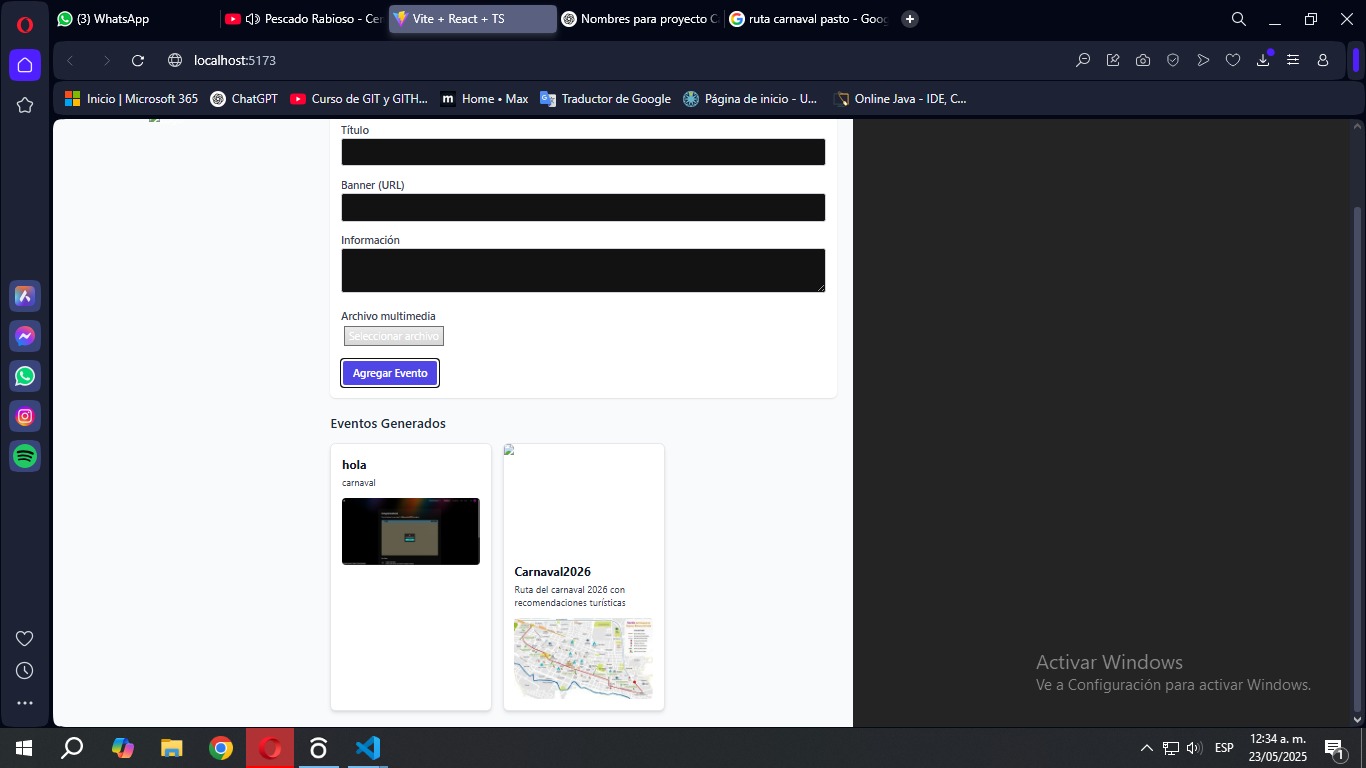 (3) WhatsApp
Pescado Rabioso - Cer
Vite + React + TS
Nombres para proyecto C
ruta carnaval pasto - Goog
localhost:5173
Inicio | Microsoft 365
ChatGPT
Curso de GIT y GITH...
m
Home • Max
Traductor de Google
Página de inicio - U...
Online Java - IDE, C...
Título
Banner (URL)
Información
Archivo multimedia
Seleccionar archivo
Agregar Evento
Eventos Generados
hola
carnaval
Carnaval2026
Ruta del carnaval 2026 con
recomendaciones turísticas
Activar Windows
Ve a Configuración para activar Windows.
ESP
12:34 a. m.
23/05/2025
1